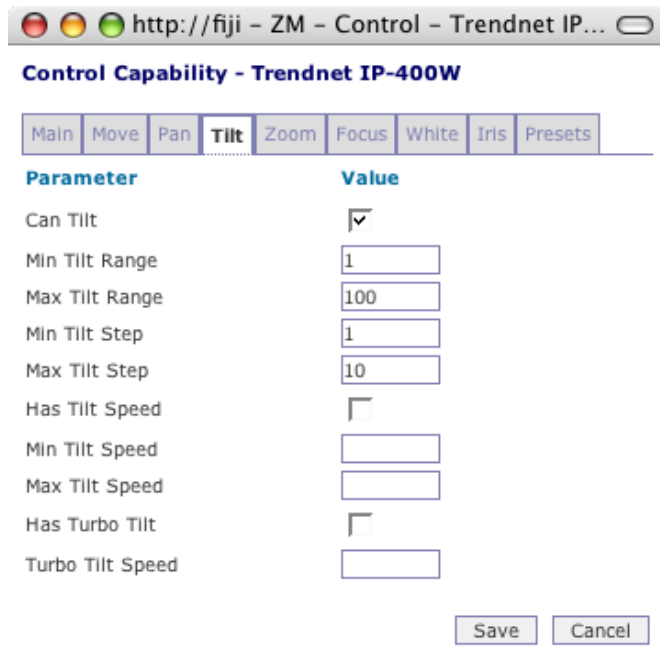 http://fiji – ZM – Control – Trendnet IP...
Control Capability - Trendnet IP-400W
Main Move Pan Tilt Zoom Focus White Iris Presets
Parameter Value
Can Tilt
Min Tilt Range 1
Max Tilt Range 100
Min Tilt Step 1
Max Tilt Step 10
Has Tilt Speed
Min Tilt Speed
Max Tilt Speed
Has Turbo Tilt
Turbo Tilt Speed
Save Cancel